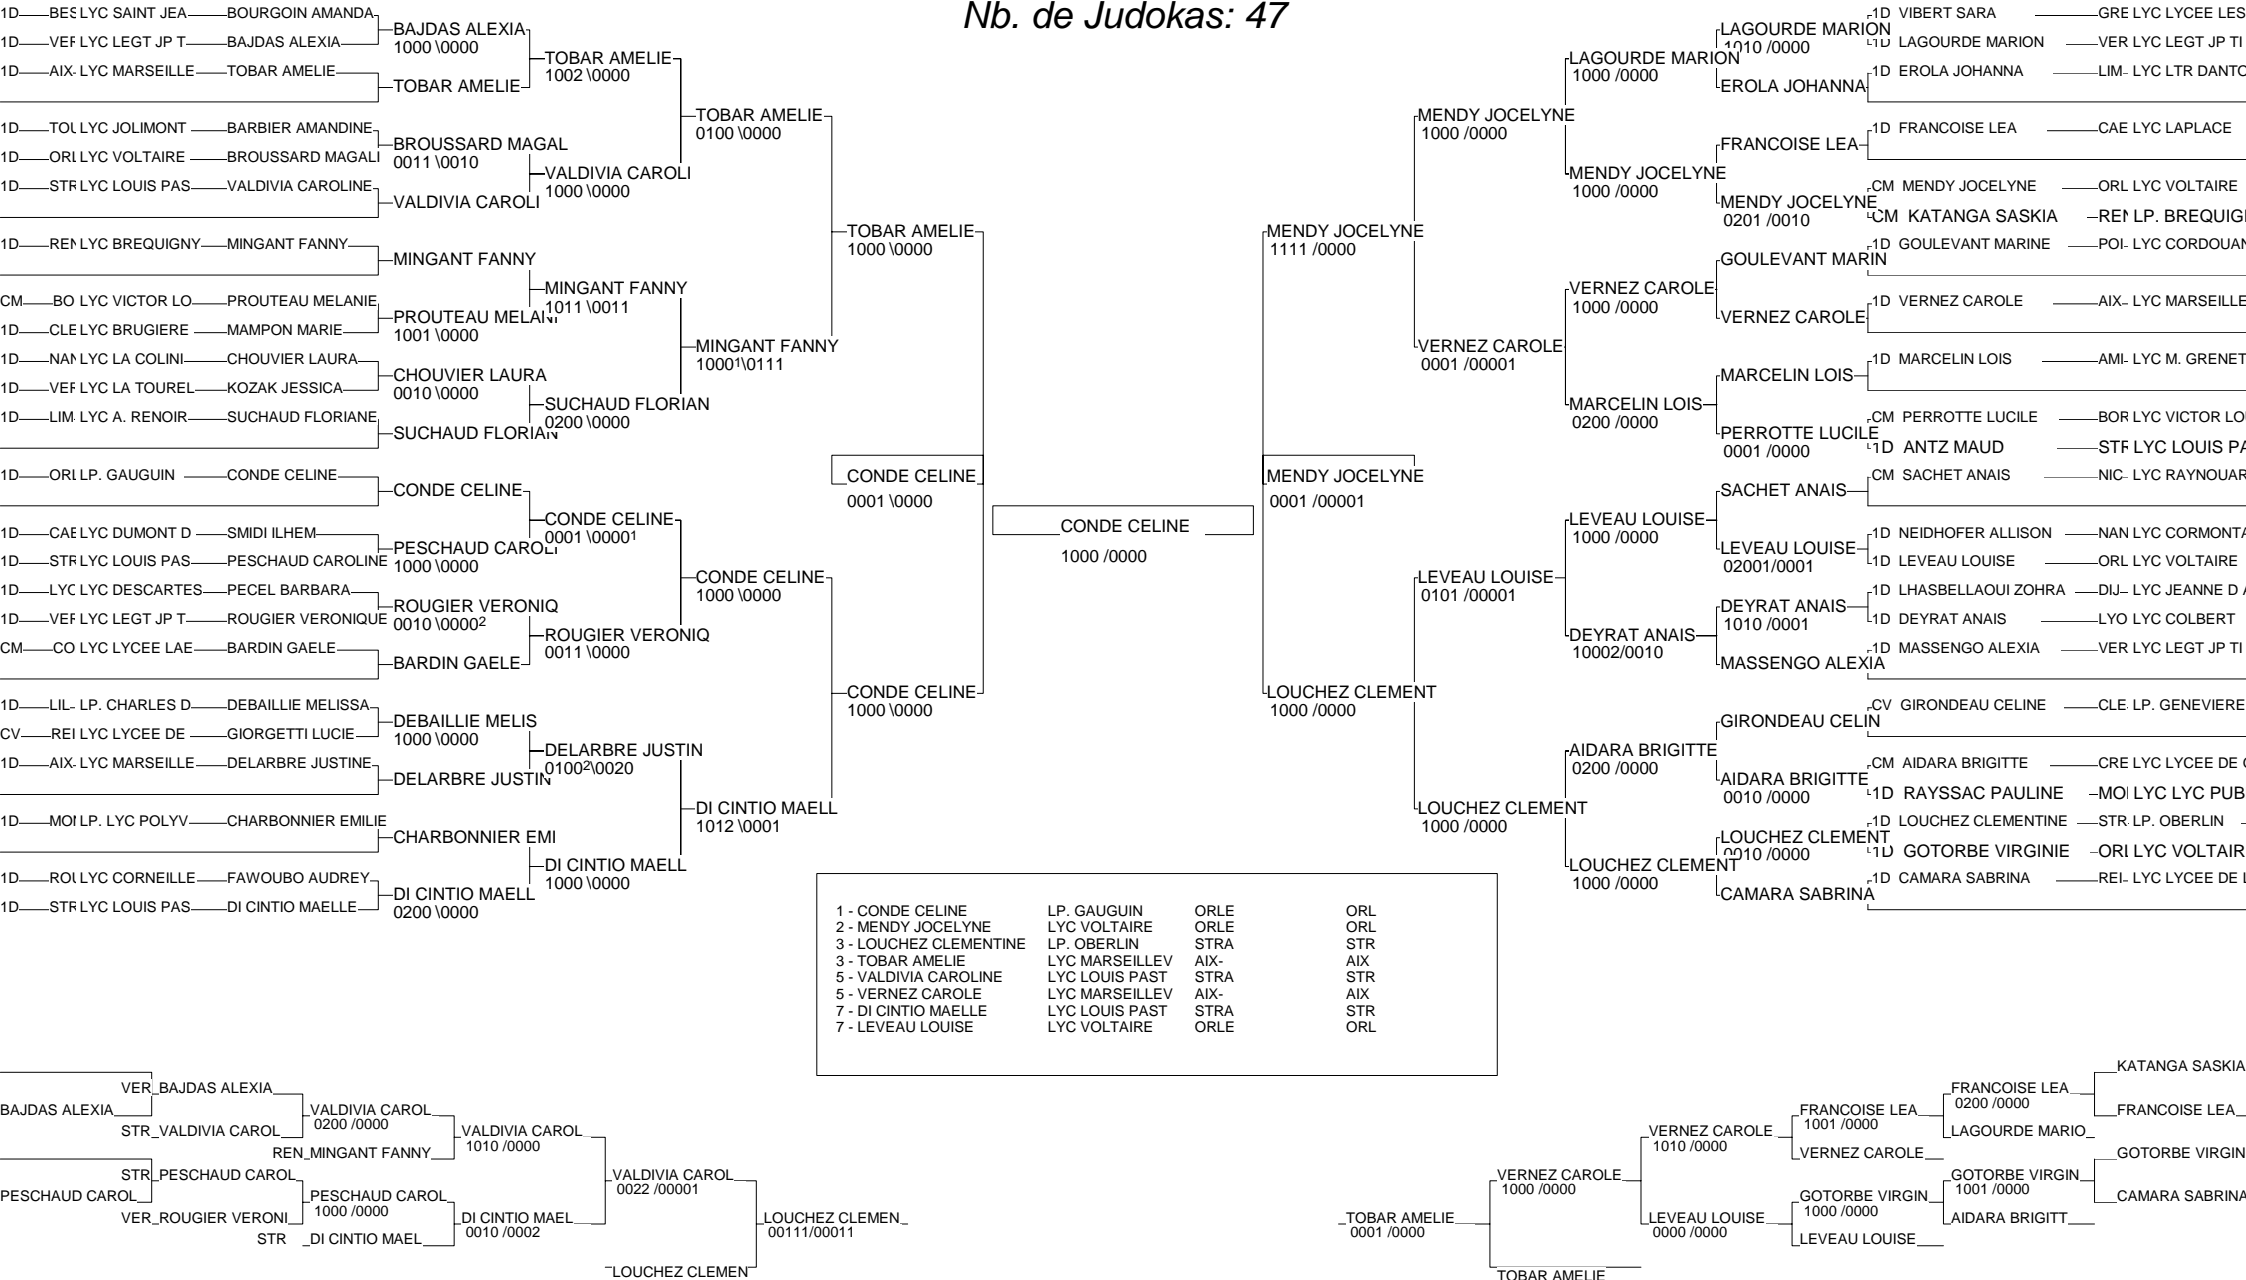 Nb. de Judokas: 47
1D BES LYC SAINT JEA BOURGOIN AMANDA
1D VER LYC LEGT JP T BAJDAS ALEXIA
1D AIX- LYC MARSEILLE TOBAR AMELIE
1D TOU LYC JOLIMONT BARBIER AMANDINE
1D ORL LYC VOLTAIRE BROUSSARD MAGALI
1D STR LYC LOUIS PAS VALDIVIA CAROLINE
1D REN LYC BREQUIGNY MINGANT FANNY
CM BO LYC VICTOR LO PROUTEAU MELANIE
1D CLE LYC BRUGIERE MAMPON MARIE
1D NAN LYC LA COLINI CHOUVIER LAURA
1D VER LYC LA TOUREL KOZAK JESSICA
1D LIM LYC A. RENOIR SUCHAUD FLORIANE
1D ORL LP. GAUGUIN CONDE CELINE
1D CAE LYC DUMONT D SMIDI ILHEM
1D STR LYC LOUIS PAS PESCHAUD CAROLINE
1D LYO LYC DESCARTES PECEL BARBARA
1D VER LYC LEGT JP T ROUGIER VERONIQUE
CM CO LYC LYCEE LAE BARDIN GAELE
1D LIL- LP. CHARLES D DEBAILLIE MELISSA
CV REI LYC LYCEE DE GIORGETTI LUCIE
1D AIX- LYC MARSEILLE DELARBRE JUSTINE
1D MON LP. LYC POLYV CHARBONNIER EMILIE
1D ROU LYC CORNEILLE FAWOUBO AUDREY
1D STR LYC LOUIS PAS DI CINTIO MAELLE
BAJDAS ALEXIA
1000 \0000
TOBAR AMELIE
BROUSSARD MAGAL
0011 \0010
VALDIVIA CAROLI
MINGANT FANNY
PROUTEAU MELANI
1001 \0000
CHOUVIER LAURA
0010 \0000
SUCHAUD FLORIAN
CONDE CELINE
PESCHAUD CAROLI
1000 \0000
ROUGIER VERONIQ
0010 \0000²
BARDIN GAELE
DEBAILLIE MELIS
1000 \0000
DELARBRE JUSTIN
CHARBONNIER EMI
DI CINTIO MAELL
0200 \0000
TOBAR AMELIE
1002 \0000
VALDIVIA CAROLI
1000 \0000
MINGANT FANNY
1011 \0011
SUCHAUD FLORIAN
0200 \0000
CONDE CELINE
0001 \0000¹
ROUGIER VERONIQ
0011 \0000
DELARBRE JUSTIN
0100²\0020
DI CINTIO MAELL
1000 \0000
TOBAR AMELIE
0100 \0000
MINGANT FANNY
1000¹\0111
CONDE CELINE
1000 \0000
DI CINTIO MAELL
1012 \0001
TOBAR AMELIE
1000 \0000
CONDE CELINE
0001 \0000
CONDE CELINE
1000 \0000
CONDE CELINE
1000 /0000
MENDY JOCELYNE
1111 /0000
MENDY JOCELYNE
0001 /00001
LOUCHEZ CLEMENT
1000 /0000
MENDY JOCELYNE
1000 /0000
VERNEZ CAROLE
0001 /00001
LEVEAU LOUISE
0101 /00001
LOUCHEZ CLEMENT
1000 /0000
LAGOURDE MARION
1000 /0000
MENDY JOCELYNE
1000 /0000
VERNEZ CAROLE
1000 /0000
MARCELIN LOIS
0200 /0000
LEVEAU LOUISE
1000 /0000
DEYRAT ANAIS
10002/0010
AIDARA BRIGITTE
0200 /0000
LOUCHEZ CLEMENT
1000 /0000
LAGOURDE MARION
1010 /0000
EROLA JOHANNA
FRANCOISE LEA
MENDY JOCELYNE
0201 /0010
GOULEVANT MARIN
VERNEZ CAROLE
MARCELIN LOIS
PERROTTE LUCILE
0001 /0000
SACHET ANAIS
LEVEAU LOUISE
02001/0001
DEYRAT ANAIS
1010 /0001
MASSENGO ALEXIA
GIRONDEAU CELIN
AIDARA BRIGITTE
0010 /0000
LOUCHEZ CLEMENT
0010 /0000
CAMARA SABRINA
1D VIBERT SARA GRE LYC LYCEE LES
1D LAGOURDE MARION VER LYC LEGT JP TI
1D EROLA JOHANNA LIM- LYC LTR DANTO
1D FRANCOISE LEA CAE LYC LAPLACE
CM MENDY JOCELYNE ORL LYC VOLTAIRE
CM KATANGA SASKIA REN LP. BREQUIG
1D GOULEVANT MARINE POI- LYC CORDOUAN
1D VERNEZ CAROLE AIX- LYC MARSEILLE
1D MARCELIN LOIS AMI- LYC M. GRENET
CM PERROTTE LUCILE BOR LYC VICTOR LO
1D ANTZ MAUD STR LYC LOUIS PA
CM SACHET ANAIS NIC- LYC RAYNOUAR
1D NEIDHOFER ALLISON NAN LYC CORMONTA
1D LEVEAU LOUISE ORL LYC VOLTAIRE
1D LHASBELLAOUI ZOHRA DIJ- LYC JEANNE D A
1D DEYRAT ANAIS LYO LYC COLBERT
1D MASSENGO ALEXIA VER LYC LEGT JP TI
CV GIRONDEAU CELINE CLE LP. GENEVIERE
CM AIDARA BRIGITTE CRE LYC LYCEE DE
1D RAYSSAC PAULINE MO LYC LYC PUB
1D LOUCHEZ CLEMENTINE STR LP. OBERLIN
1D GOTORBE VIRGINIE ORL LYC VOLTAIR
1D CAMARA SABRINA REI- LYC LYCEE DE L
1 - CONDE CELINE LP. GAUGUIN ORLE ORL
2 - MENDY JOCELYNE LYC VOLTAIRE ORLE ORL
3 - LOUCHEZ CLEMENTINE LP. OBERLIN STRA STR
3 - TOBAR AMELIE LYC MARSEILLEV AIX- AIX
5 - VALDIVIA CAROLINE LYC LOUIS PAST STRA STR
5 - VERNEZ CAROLE LYC MARSEILLEV AIX- AIX
7 - DI CINTIO MAELLE LYC LOUIS PAST STRA STR
7 - LEVEAU LOUISE LYC VOLTAIRE ORLE ORL
BAJDAS ALEXIA
PESCHAUD CAROL
VER BAJDAS ALEXIA
STR VALDIVIA CAROL
REN MINGANT FANNY
STR PESCHAUD CAROL
VER ROUGIER VERONI
STR DI CINTIO MAEL
VALDIVIA CAROL
0200 /0000
PESCHAUD CAROL
1000 /0000
VALDIVIA CAROL
1010 /0000
DI CINTIO MAEL
0010 /0002
VALDIVIA CAROL
0022 /00001
LOUCHEZ CLEMEN
LOUCHEZ CLEMEN
00111/00011
TOBAR AMELIE
0001 /0000
VERNEZ CAROLE
1000 /0000
TOBAR AMELIE
VERNEZ CAROLE
1010 /0000
LEVEAU LOUISE
0000 /0000
FRANCOISE LEA
1001 /0000
VERNEZ CAROLE
GOTORBE VIRGIN
1000 /0000
LEVEAU LOUISE
FRANCOISE LEA
0200 /0000
LAGOURDE MARIO
GOTORBE VIRGIN
1001 /0000
AIDARA BRIGITT
KATANGA SASKIA
FRANCOISE LEA
GOTORBE VIRGIN
CAMARA SABRINA